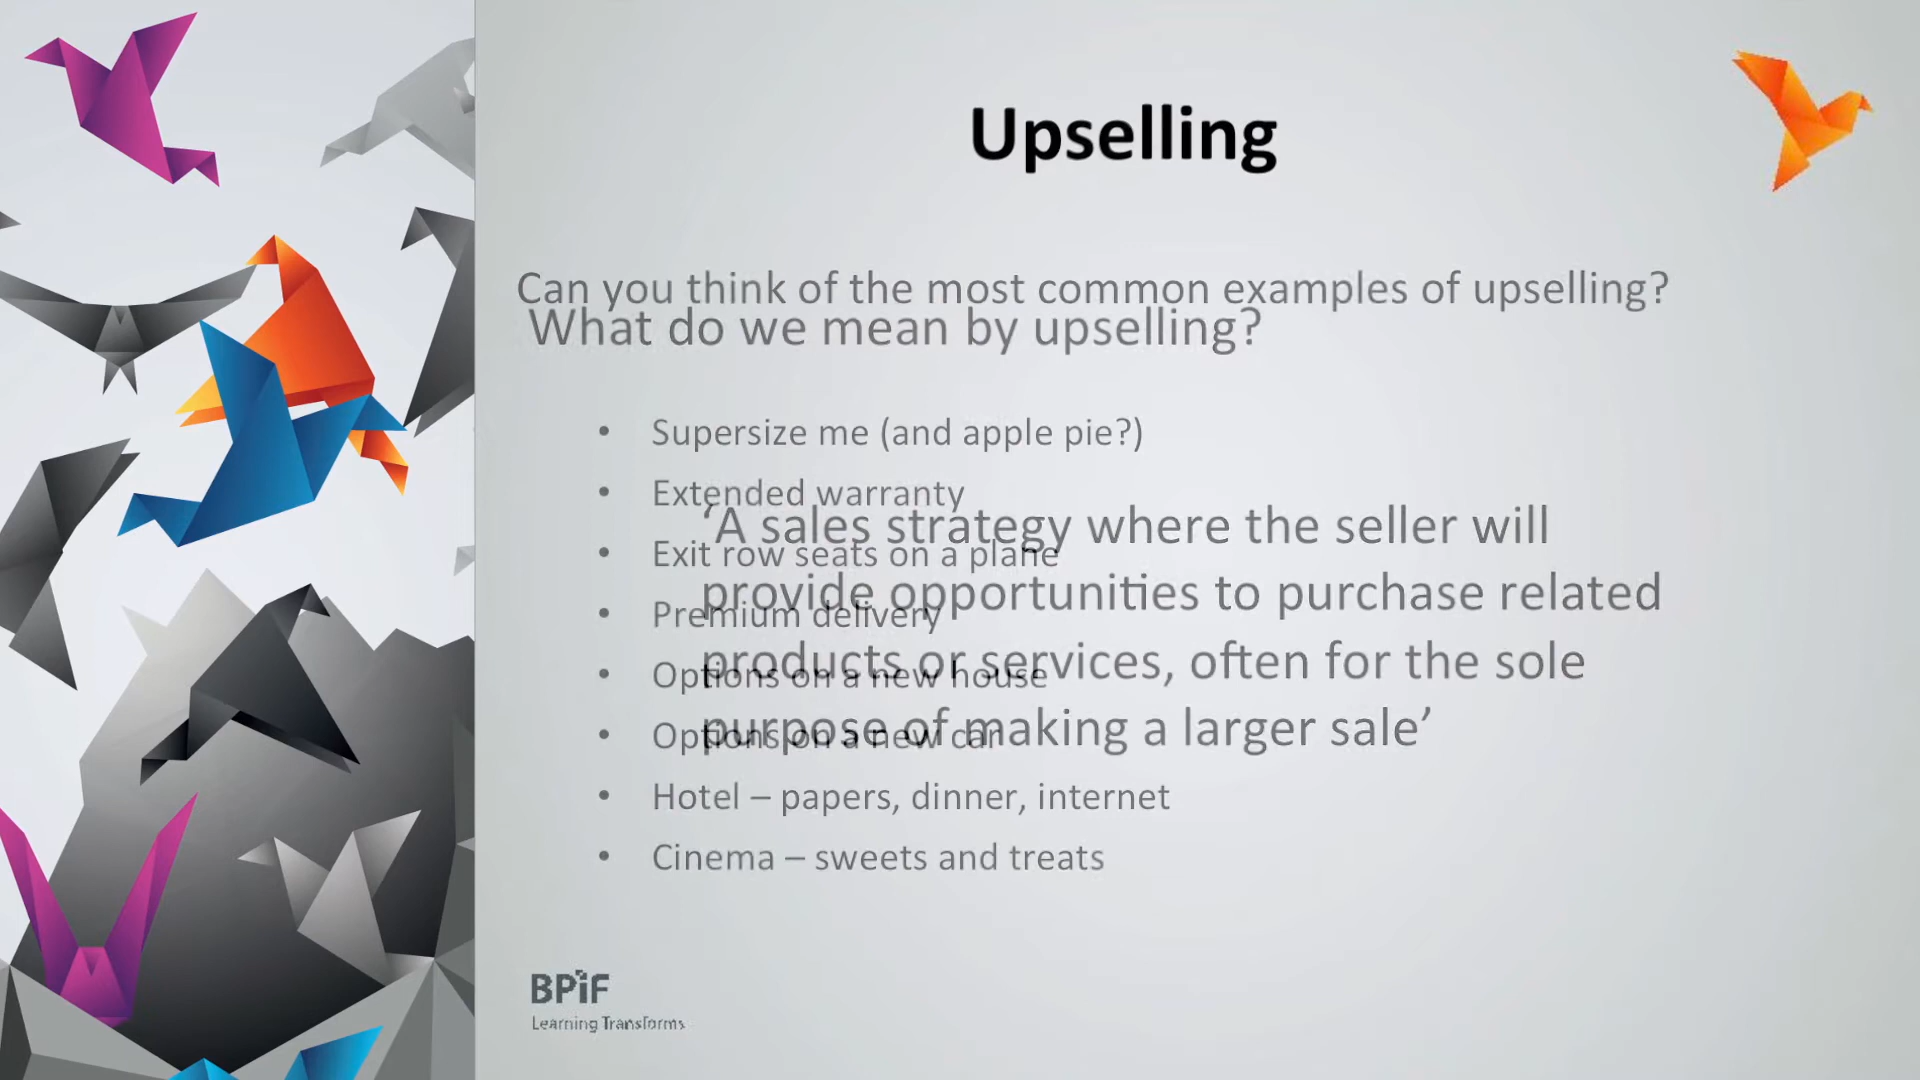 Upselling
Can you think of the most common examples of upselling?
What do we mean by upselling?
• Supersize me (and apple pie?)
• Extended warranty
• Exit row seats on a plane
• Premium delivery
• Options on a new house
• Options on a new car
• Hotel – papers, dinner, internet
• Cinema – sweets and treats
‘A sales strategy where the seller will
provide opportunities to purchase related
products or services, often for the sole
purpose of making a larger sale’
BPiF
Learning Transforms